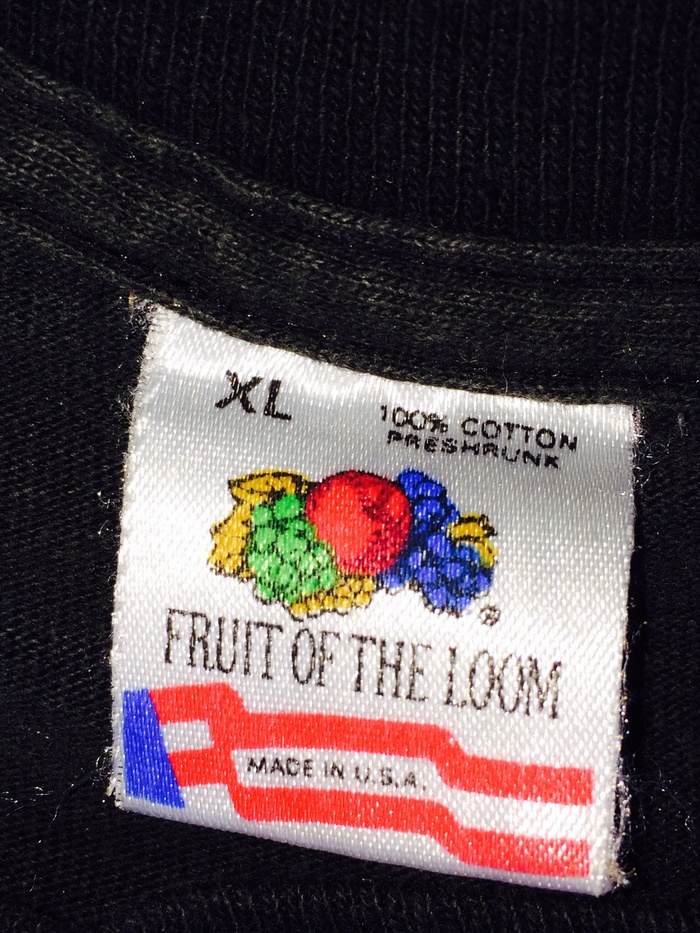 XL
100% COTTON
PRESHRUNK
®
FRUIT OF THE LOOM
MADE IN U.S.A.